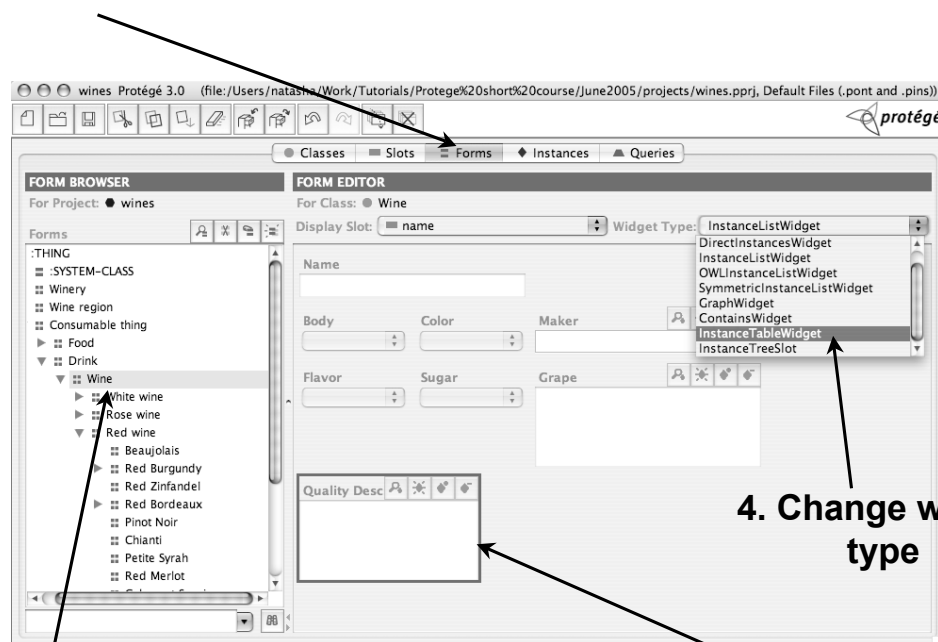 wines Protégé 3.0 (file:/Users/natasha/Work/Tutorials/Protege%20short%20course/June2005/projects/wines.pprj, Default Files (.pont and .pins))
protégé
Classes Slots Forms Instances Queries
FORM BROWSER
For Project: wines
Forms
:THING
:SYSTEM-CLASS
Winery
Wine region
Consumable thing
Food
Drink
Wine
White wine
Rose wine
Red wine
Beaujolais
Red Burgundy
Red Zinfandel
Red Bordeaux
Pinot Noir
Chianti
Petite Syrah
Red Merlot
FORM EDITOR
For Class: Wine
Display Slot: name Widget Type: InstanceListWidget
DirectInstancesWidget
InstanceListWidget
OWLInstanceListWidget
SymmetricInstanceListWidget
GraphWidget
ContainsWidget
InstanceTableWidget
InstanceTreeSlot
Name
Body Color Maker
Flavor Sugar Grape
Quality Desc
4. Change w
type